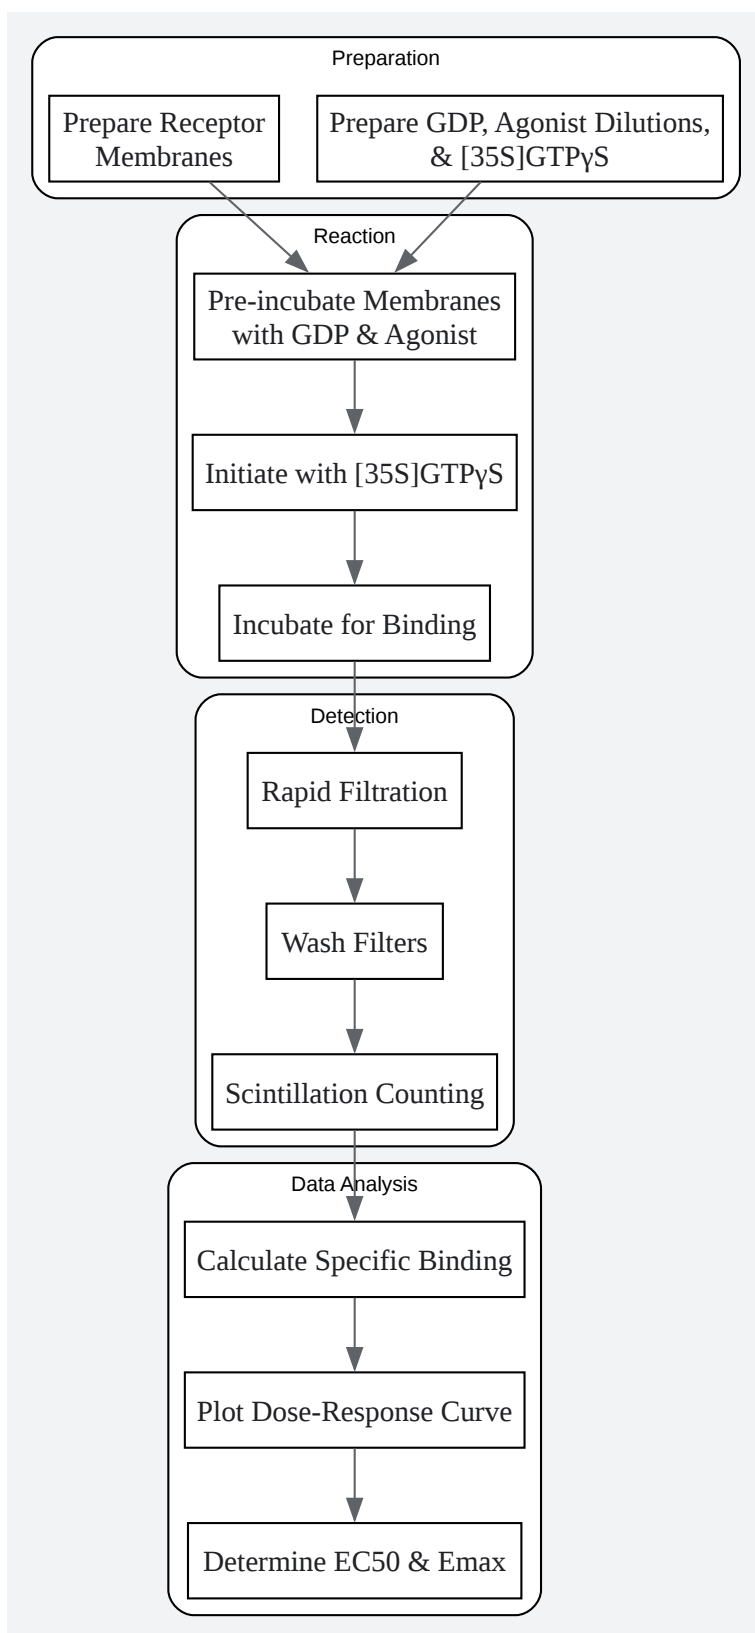 Preparation
Prepare Receptor
Membranes
Prepare GDP, Agonist Dilutions,
& [35S]GTPγS
Reaction
Pre-incubate Membranes
with GDP & Agonist
Initiate with [35S]GTPγS
Incubate for Binding
Detection
Rapid Filtration
Wash Filters
Scintillation Counting
Data Analysis
Calculate Specific Binding
Plot Dose-Response Curve
Determine EC50 & Emax